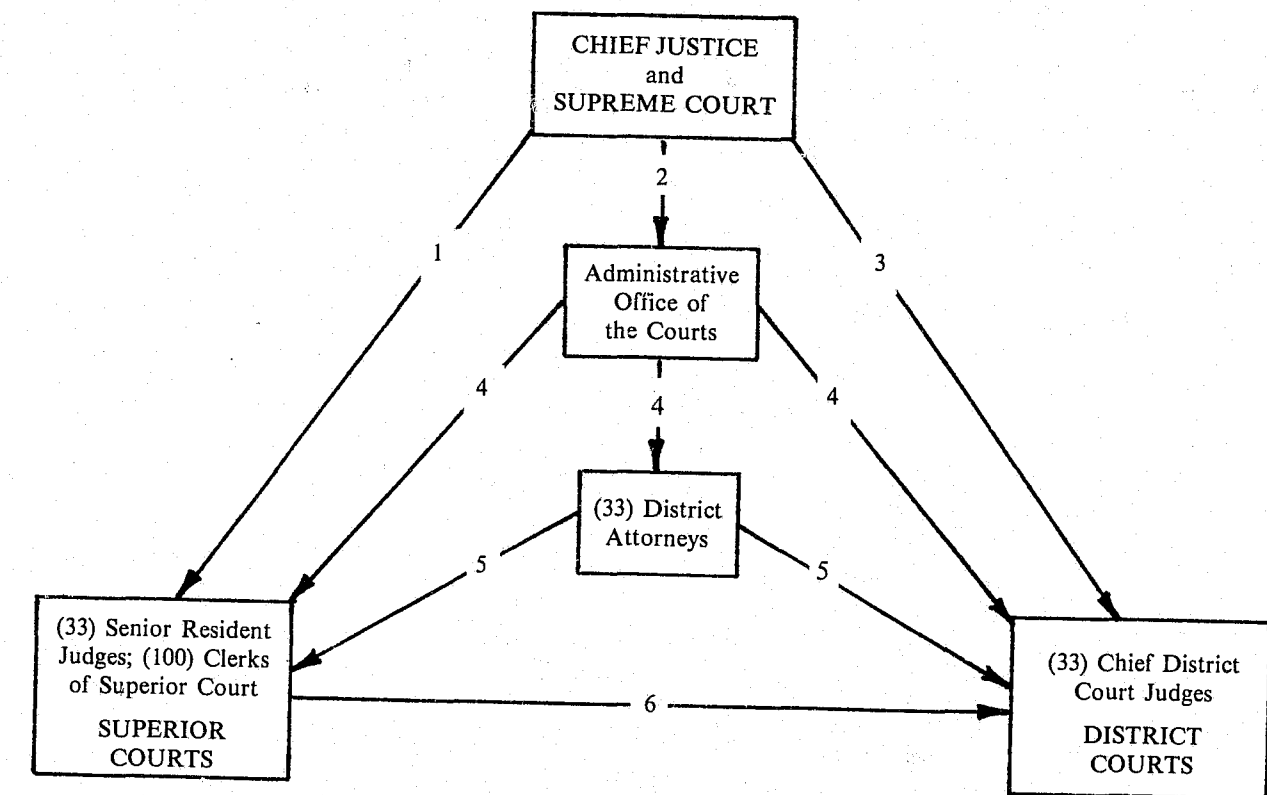 CHIEF JUSTICE
and
SUPREME COURT
2
1
3
Administrative
Office of
the Courts
4
4
4
(33) District
Attorneys
5
5
(33) Senior Resident
Judges; (100) Clerks
of Superior Court
SUPERIOR
COURTS
6
(33) Chief District
Court Judges
DISTRICT
COURTS